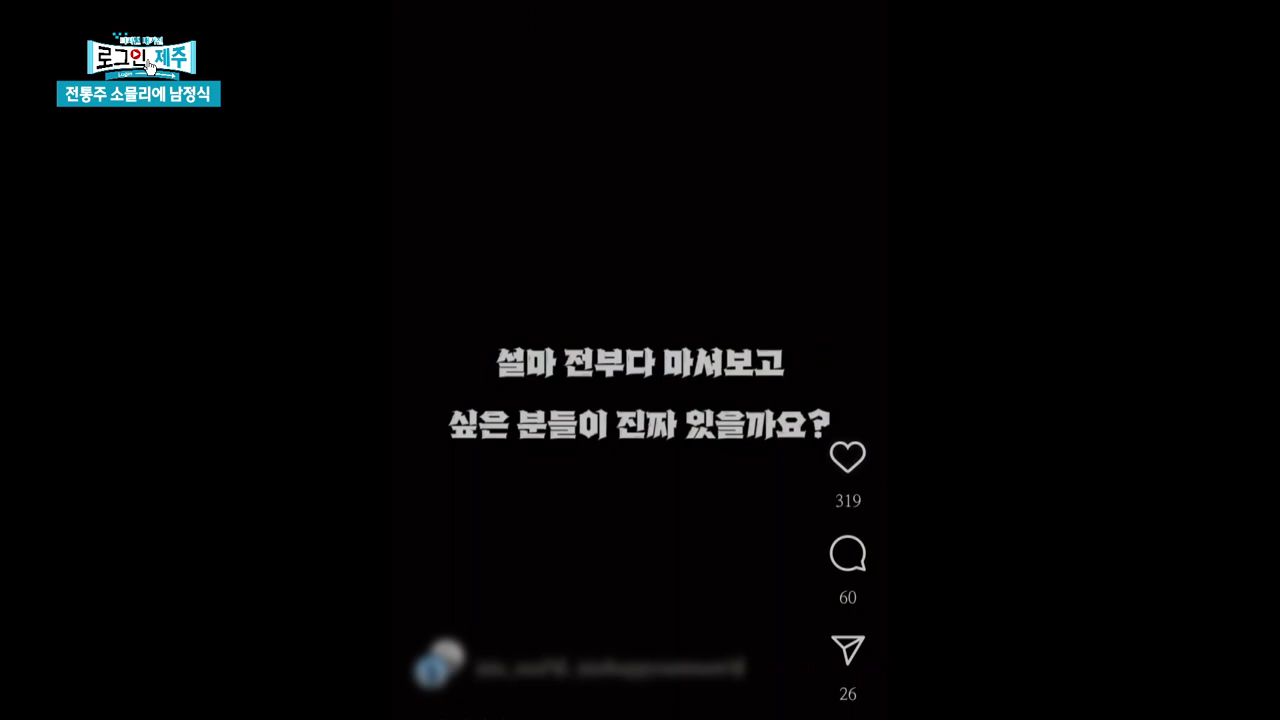 로그인 제주
Login
전통주 소믈리에 남정식
설마 전부다 마셔보고
싶은 분들이 진짜 있을까요?
319
60
26